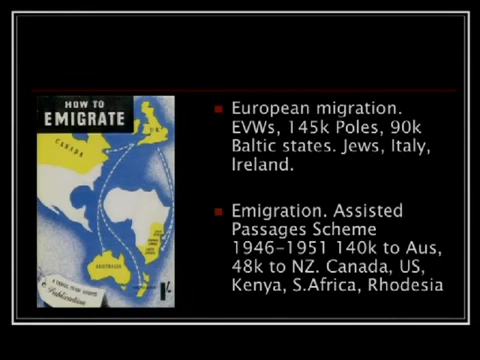 HOW TO
EMIGRATE
U.K.
CANADA
AUSTRALIA
Publication
1/-
European migration.
EVWs, 145k Poles, 90k
Baltic states. Jews, Italy,
Ireland.
Emigration. Assisted
Passages Scheme
1946-1951 140k to Aus,
48k to NZ. Canada, US,
Kenya, S.Africa, Rhodesia